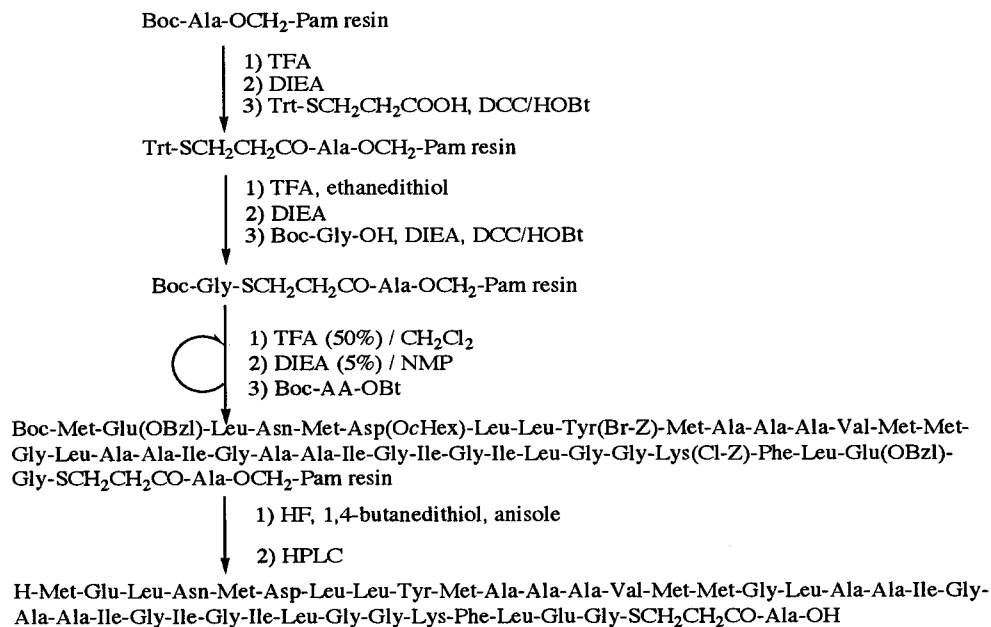 Boc-Ala-OCH₂-Pam resin
1) TFA
2) DIEA
3) Trt-SCH₂CH₂COOH, DCC/HOBt
Trt-SCH₂CH₂CO-Ala-OCH₂-Pam resin
1) TFA, ethanedithiol
2) DIEA
3) Boc-Gly-OH, DIEA, DCC/HOBt
Boc-Gly-SCH₂CH₂CO-Ala-OCH₂-Pam resin
1) TFA (50%) / CH₂Cl₂
2) DIEA (5%) / NMP
3) Boc-AA-OBt
Boc-Met-Glu(OBzl)-Leu-Asn-Met-Asp(OcHex)-Leu-Leu-Tyr(Br-Z)-Met-Ala-Ala-Ala-Val-Met-Met-
Gly-Leu-Ala-Ala-Ile-Gly-Ala-Ala-Ile-Gly-Ile-Gly-Ile-Leu-Gly-Gly-Lys(Cl-Z)-Phe-Leu-Glu(OBzl)-
Gly-SCH₂CH₂CO-Ala-OCH₂-Pam resin
1) HF, 1,4-butanedithiol, anisole
2) HPLC
H-Met-Glu-Leu-Asn-Met-Asp-Leu-Leu-Tyr-Met-Ala-Ala-Ala-Val-Met-Met-Gly-Leu-Ala-Ala-Ile-Gly-
Ala-Ala-Ile-Gly-Ile-Gly-Ile-Leu-Gly-Gly-Lys-Phe-Leu-Glu-Gly-SCH₂CH₂CO-Ala-OH